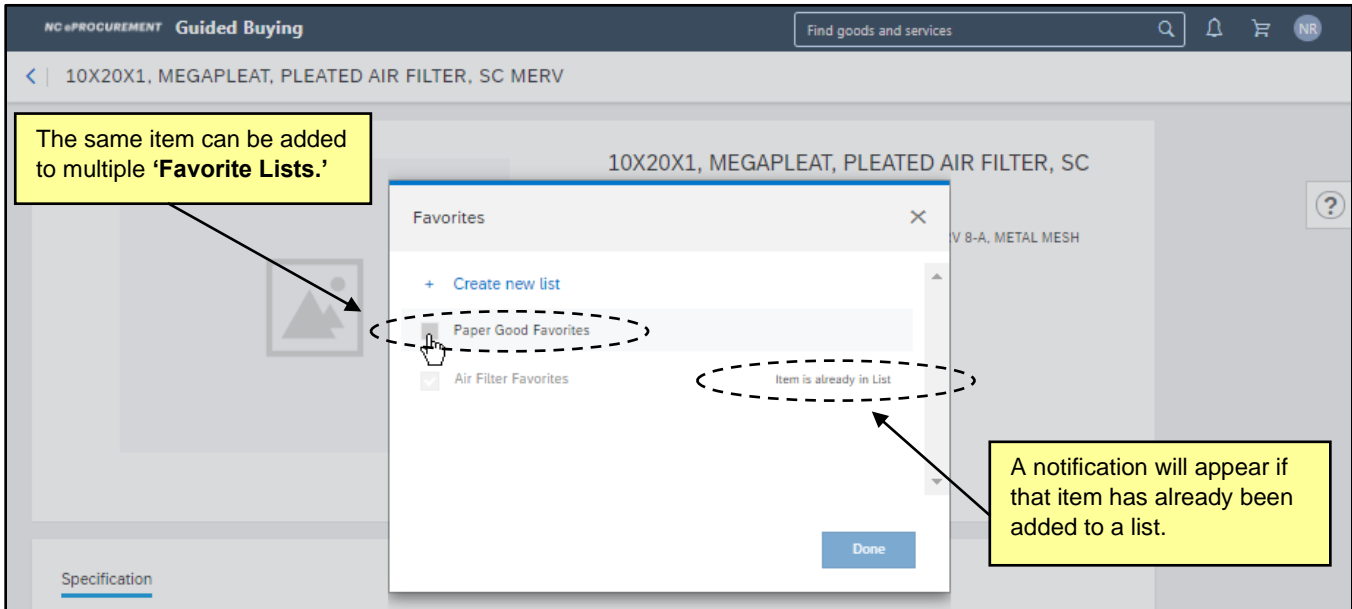 NC ePROCUREMENT Guided Buying
Find goods and services
NR
10X20X1, MEGAPLEAT, PLEATED AIR FILTER, SC MERV
The same item can be added
to multiple ‘Favorite Lists.’
10X20X1, MEGAPLEAT, PLEATED AIR FILTER, SC
?
Favorites
V 8-A, METAL MESH
+ Create new list
Paper Good Favorites
Air Filter Favorites
Item is already in List
A notification will appear if
that item has already been
added to a list.
Done
Specification